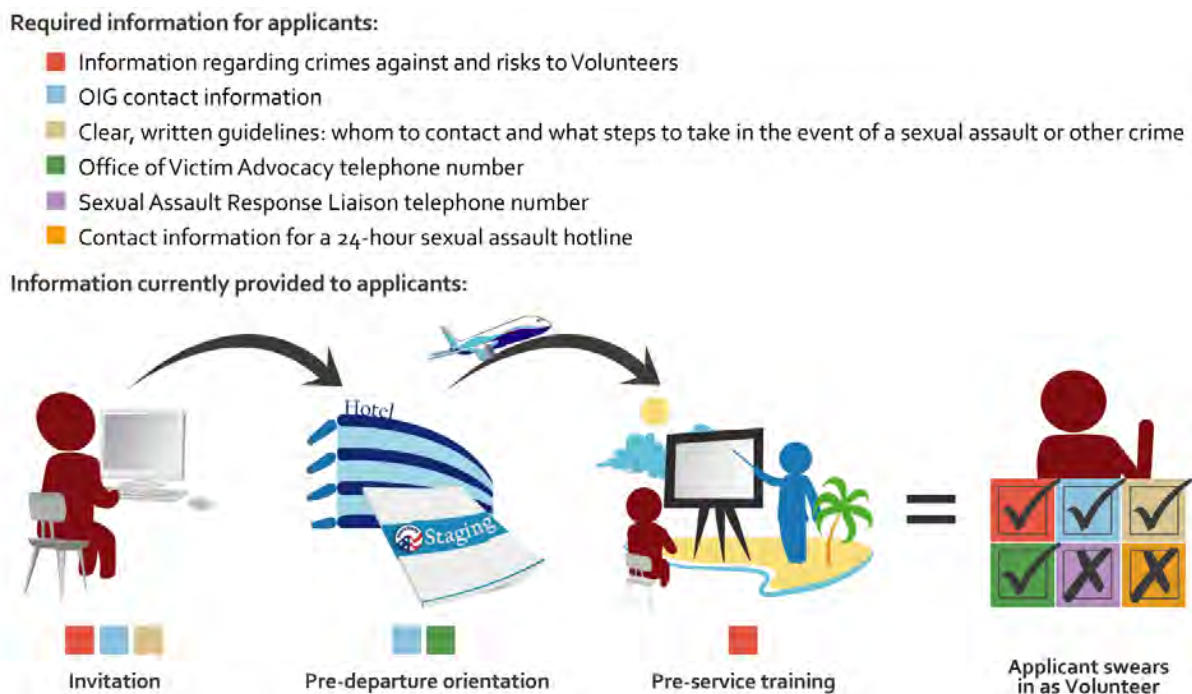 Required information for applicants:
Information regarding crimes against and risks to Volunteers
OIG contact information
Clear, written guidelines: whom to contact and what steps to take in the event of a sexual assault or other crime
Office of Victim Advocacy telephone number
Sexual Assault Response Liaison telephone number
Contact information for a 24-hour sexual assault hotline
Information currently provided to applicants:
Hotel
Staging
=
Invitation
Pre-departure orientation
Pre-service training
Applicant swears
in as Volunteer